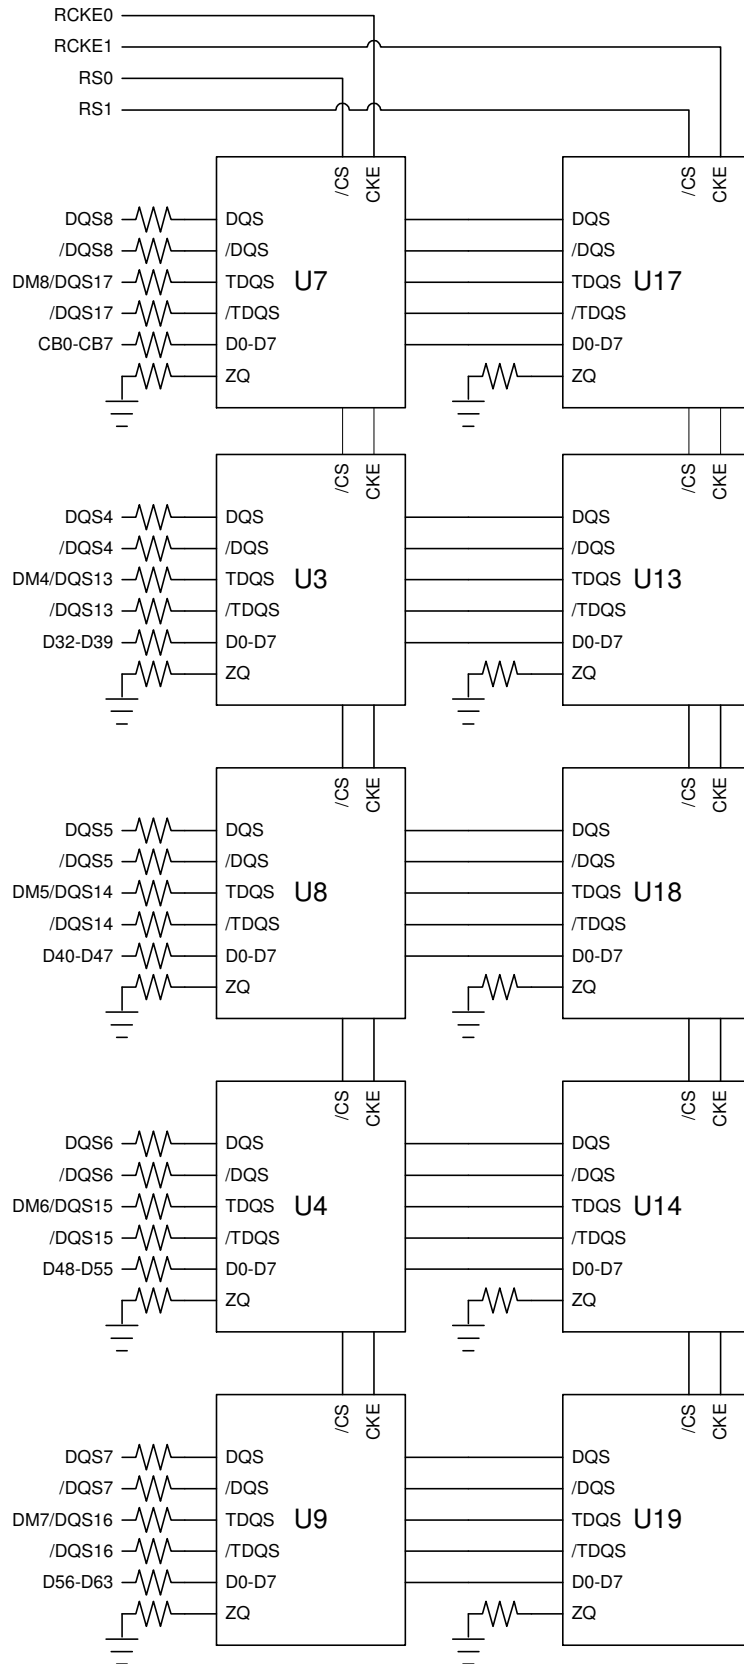 RCKE0
RCKE1
RS0
RS1
/CS CKE /CS CKE
DQS8 DQS DQS
/DQS8 /DQS /DQS
DM8/DQS17 TDQS U7 TDQS U17
/DQS17 /TDQS /TDQS
CB0-CB7 D0-D7 D0-D7
ZQ ZQ
/CS CKE /CS CKE
DQS4 DQS DQS
/DQS4 /DQS /DQS
DM4/DQS13 TDQS U3 TDQS U13
/DQS13 /TDQS /TDQS
D32-D39 D0-D7 D0-D7
ZQ ZQ
/CS CKE /CS CKE
DQS5 DQS DQS
/DQS5 /DQS /DQS
DM5/DQS14 TDQS U8 TDQS U18
/DQS14 /TDQS /TDQS
D40-D47 D0-D7 D0-D7
ZQ ZQ
/CS CKE /CS CKE
DQS6 DQS DQS
/DQS6 /DQS /DQS
DM6/DQS15 TDQS U4 TDQS U14
/DQS15 /TDQS /TDQS
D48-D55 D0-D7 D0-D7
ZQ ZQ
/CS CKE /CS CKE
DQS7 DQS DQS
/DQS7 /DQS /DQS
DM7/DQS16 TDQS U9 TDQS U19
/DQS16 /TDQS /TDQS
D56-D63 D0-D7 D0-D7
ZQ ZQ